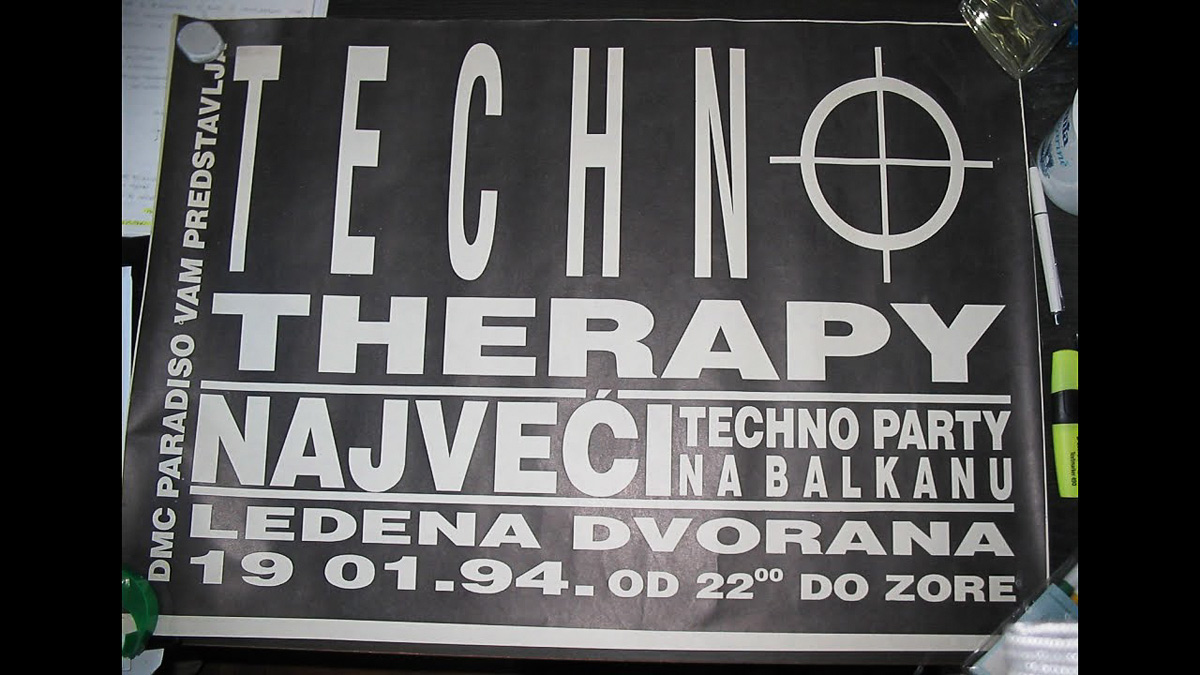 DMC PARADISO VAM PREDSTAVLJA
TECHNO
THERAPY
NAJVEĆI TECHNO PARTY
NA BALKANU
LEDENA DVORANA
19 01.94. OD 22⁰⁰ DO ZORE